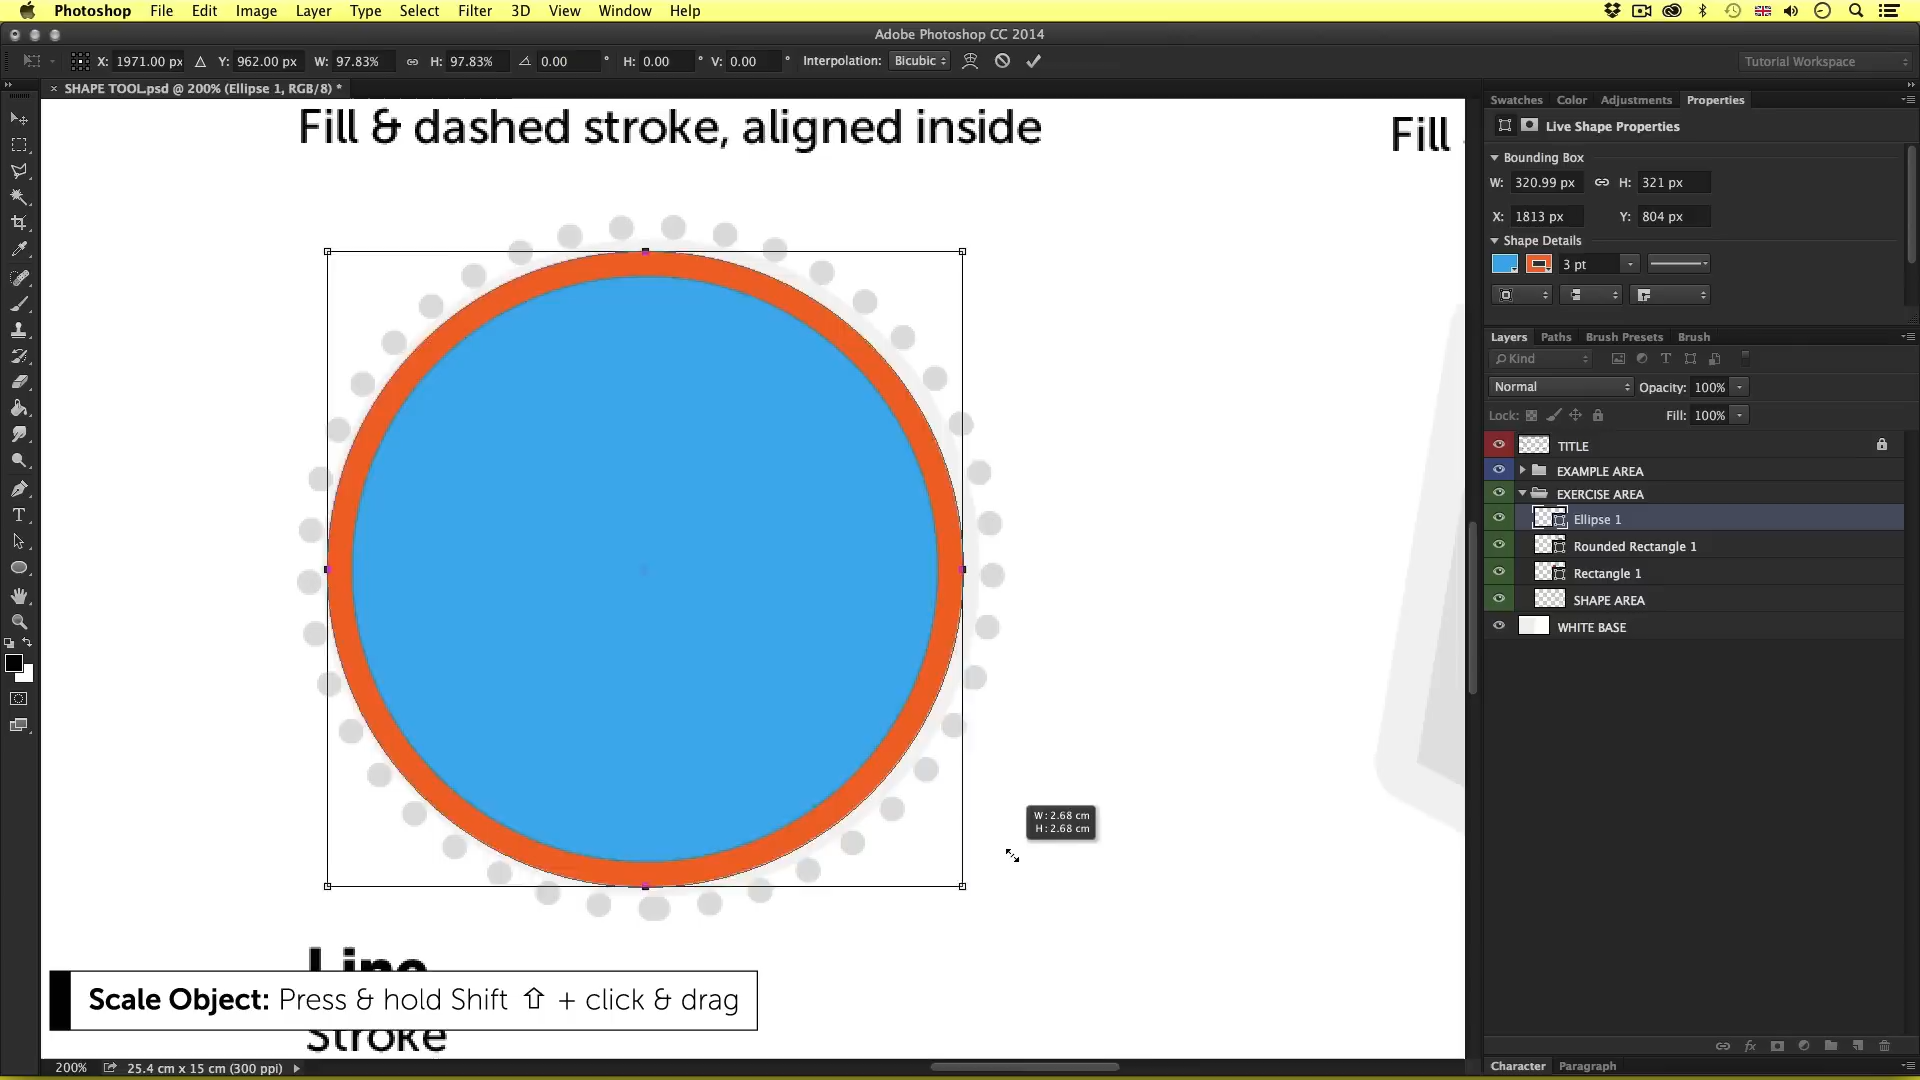 Photoshop File Edit Image Layer Type Select Filter 3D View Window Help
Adobe Photoshop CC 2014
X: 1971.00 px Y: 962.00 px W: 97.83% H: 97.83% 0.00 ° H: 0.00 ° V: 0.00 ° Interpolation: Bicubic Tutorial Workspace
× SHAPE TOOL.psd @ 200% (Ellipse 1, RGB/8) *
Swatches Color Adjustments Properties
Fill & dashed stroke, aligned inside
Fill
Live Shape Properties
Bounding Box
W: 320.99 px H: 321 px
X: 1813 px Y: 804 px
Shape Details
3 pt
Layers Paths Brush Presets Brush
Kind
Normal Opacity: 100%
Lock: Fill: 100%
TITLE
EXAMPLE AREA
EXERCISE AREA
Ellipse 1
Rounded Rectangle 1
Rectangle 1
SHAPE AREA
WHITE BASE
W: 2.68 cm
H: 2.68 cm
Line
Scale Object: Press & hold Shift ⇧ + click & drag
Stroke
200% 25.4 cm x 15 cm (300 ppi)
Character Paragraph